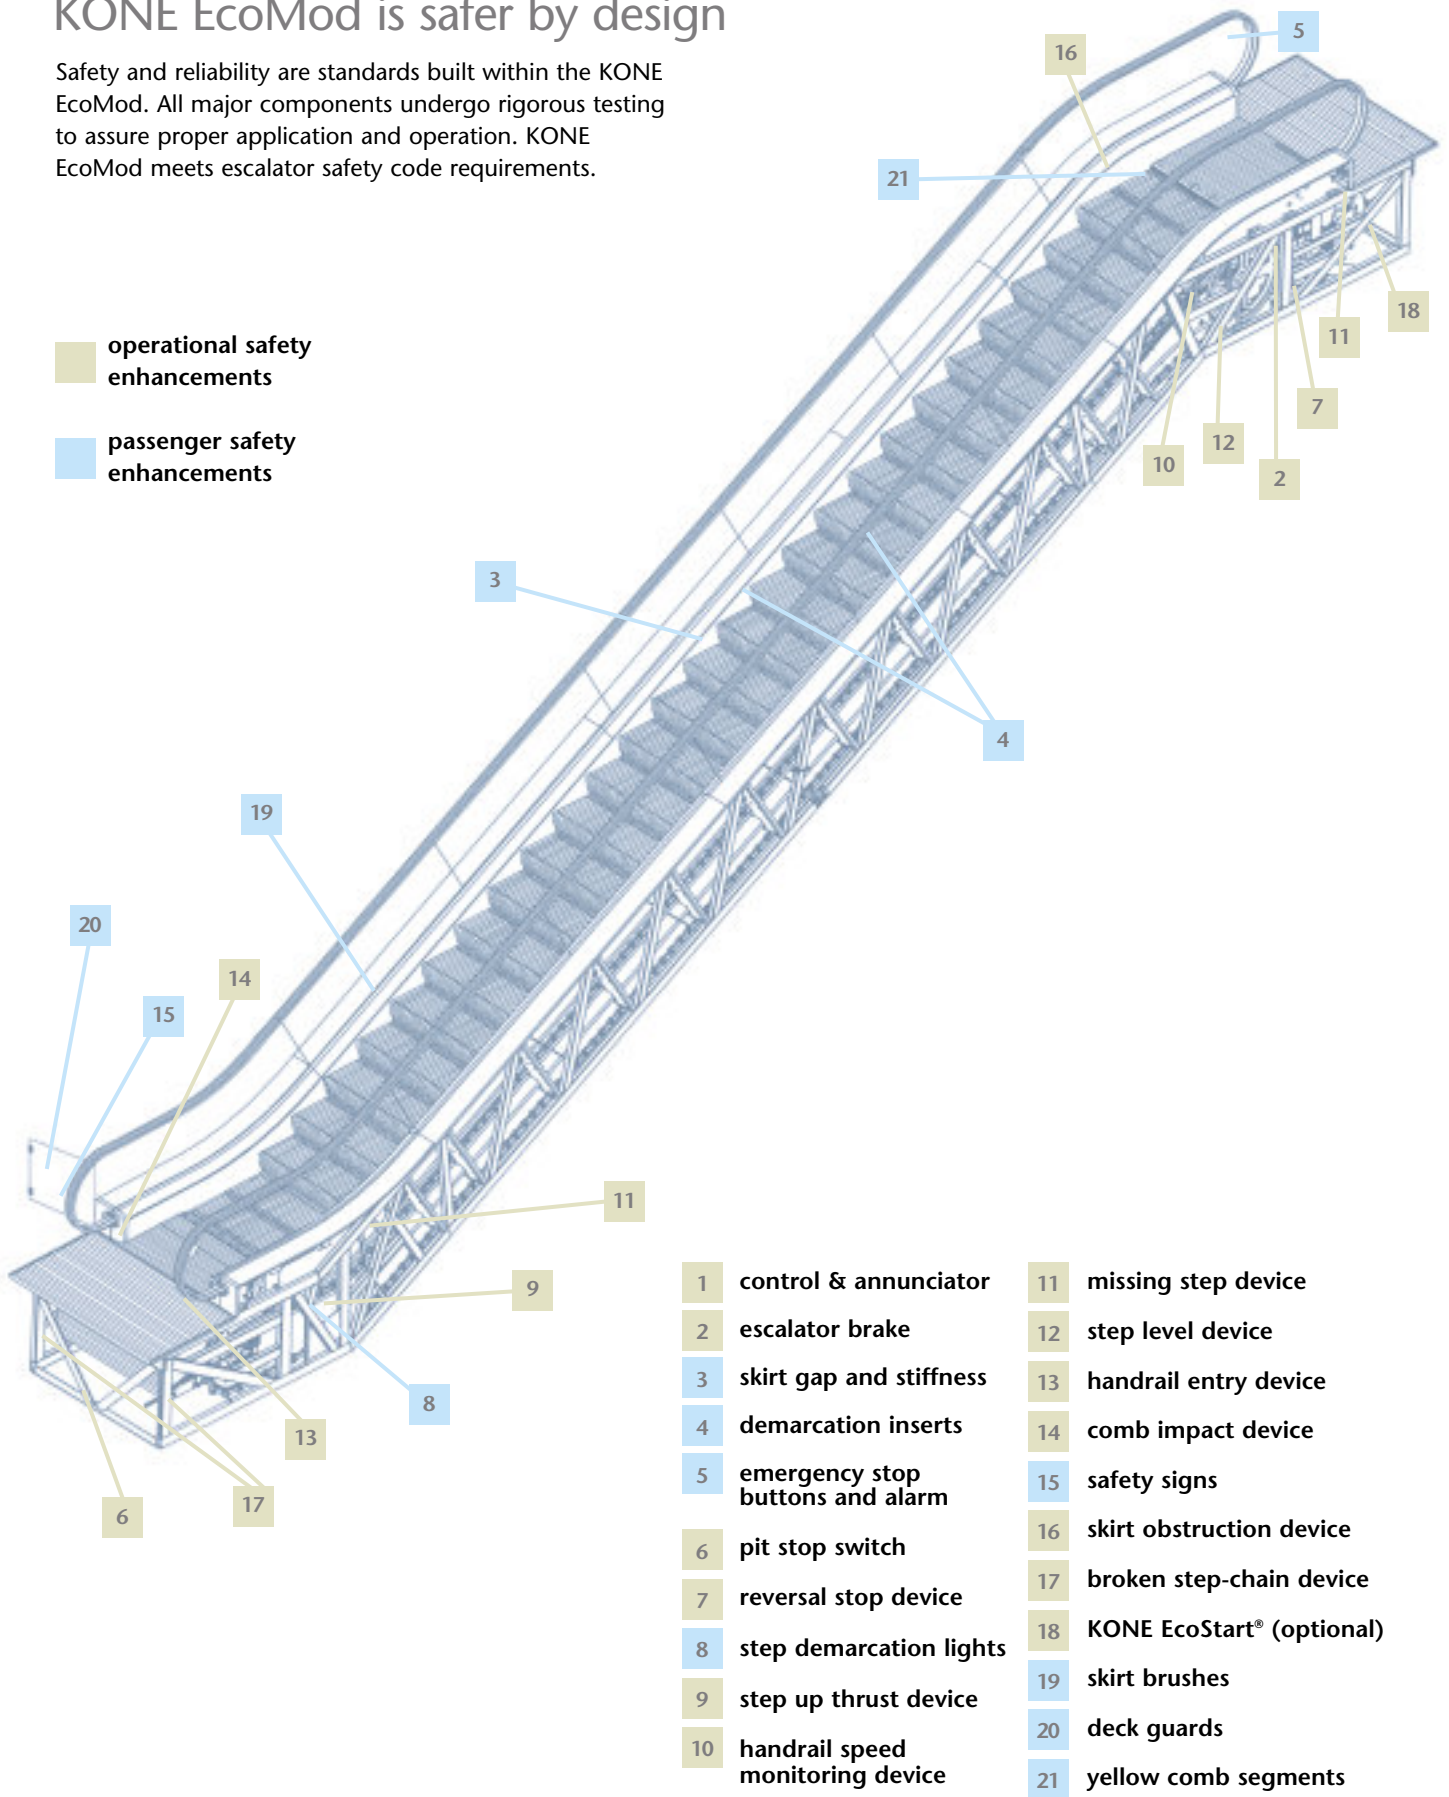 KONE EcoMod is safer by design
Safety and reliability are standards built within the KONE
EcoMod. All major components undergo rigorous testing
to assure proper application and operation. KONE
EcoMod meets escalator safety code requirements.
operational safety
enhancements
passenger safety
enhancements
5
16
21
18
11
7
12
10
2
3
4
19
20
14
15
11
9
8
13
17
6
1 control & annunciator
2 escalator brake
3 skirt gap and stiffness
4 demarcation inserts
5 emergency stop
buttons and alarm
6 pit stop switch
7 reversal stop device
8 step demarcation lights
9 step up thrust device
10 handrail speed
monitoring device
11 missing step device
12 step level device
13 handrail entry device
14 comb impact device
15 safety signs
16 skirt obstruction device
17 broken step-chain device
18 KONE EcoStart® (optional)
19 skirt brushes
20 deck guards
21 yellow comb segments